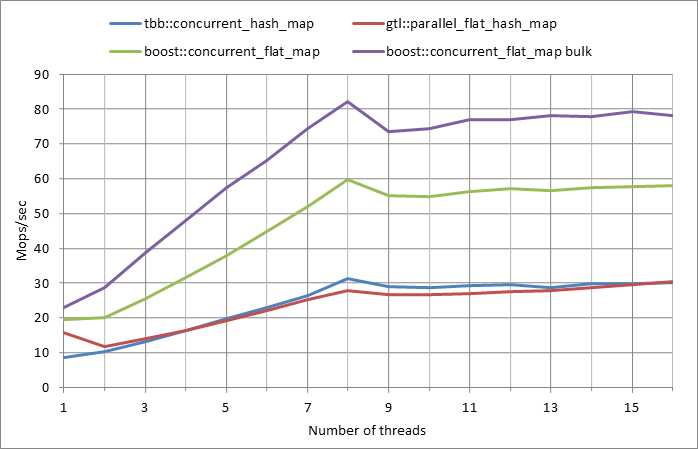 tbb::concurrent_hash_map gtl::parallel_flat_hash_map
boost::concurrent_flat_map boost::concurrent_flat_map bulk
90
80
70
60
50
40
30
20
10
0
Mops/sec
1 3 5 7 9 11 13 15
Number of threads